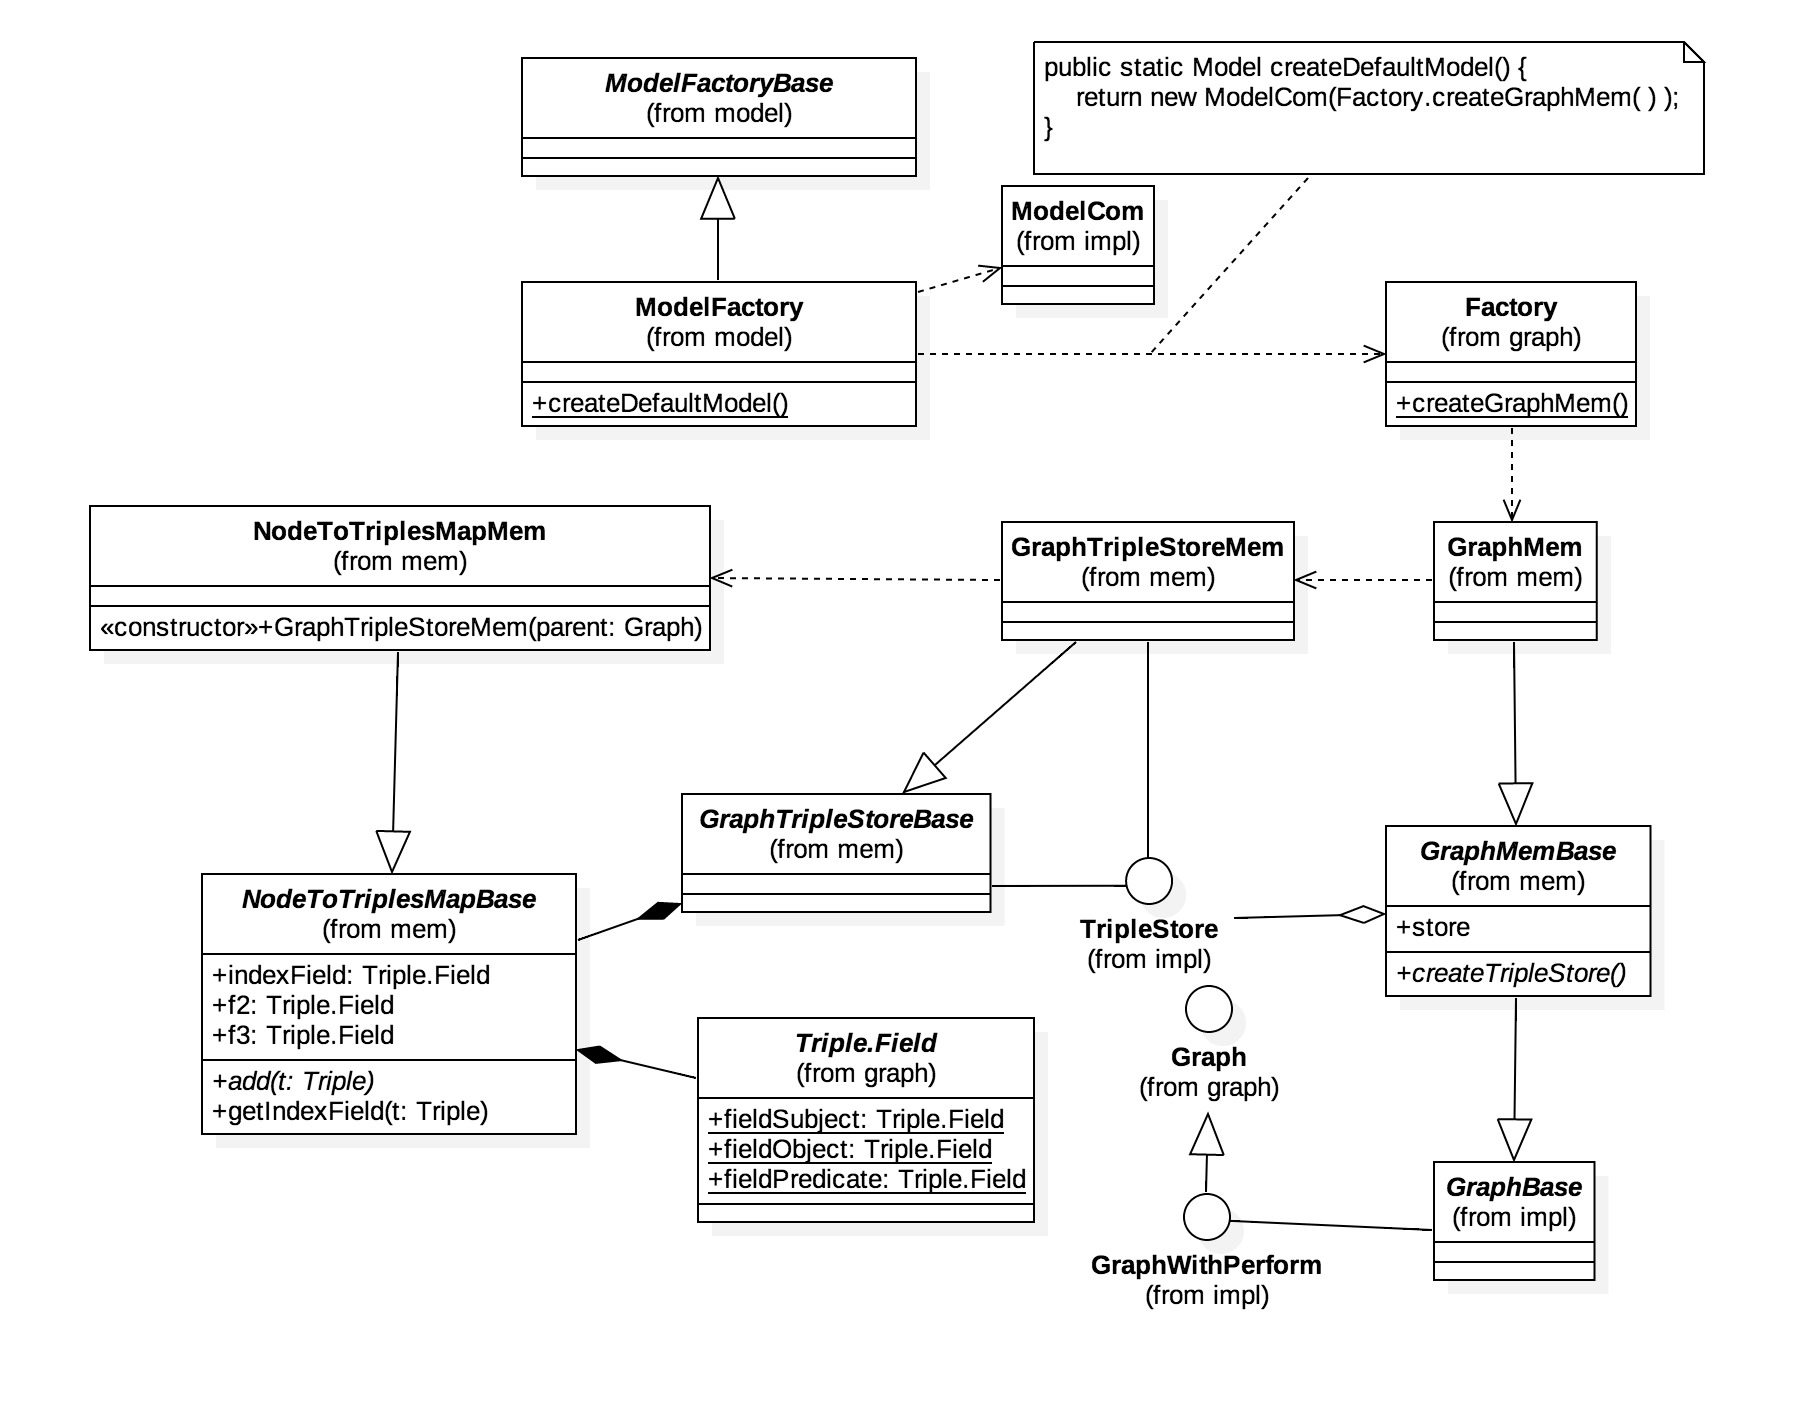 ModelFactoryBase
(from model)
public static Model createDefaultModel() {
return new ModelCom(Factory.createGraphMem( ) );
}
ModelCom
(from impl)
ModelFactory
(from model)
+createDefaultModel()
Factory
(from graph)
+createGraphMem()
NodeToTriplesMapMem
(from mem)
«constructor»+GraphTripleStoreMem(parent: Graph)
GraphTripleStoreMem
(from mem)
GraphMem
(from mem)
GraphTripleStoreBase
(from mem)
NodeToTriplesMapBase
(from mem)
+indexField: Triple.Field
+f2: Triple.Field
+f3: Triple.Field
+add(t: Triple)
+getIndexField(t: Triple)
TripleStore
(from impl)
GraphMemBase
(from mem)
+store
+createTripleStore()
Triple.Field
(from graph)
+fieldSubject: Triple.Field
+fieldObject: Triple.Field
+fieldPredicate: Triple.Field
Graph
(from graph)
GraphWithPerform
(from impl)
GraphBase
(from impl)